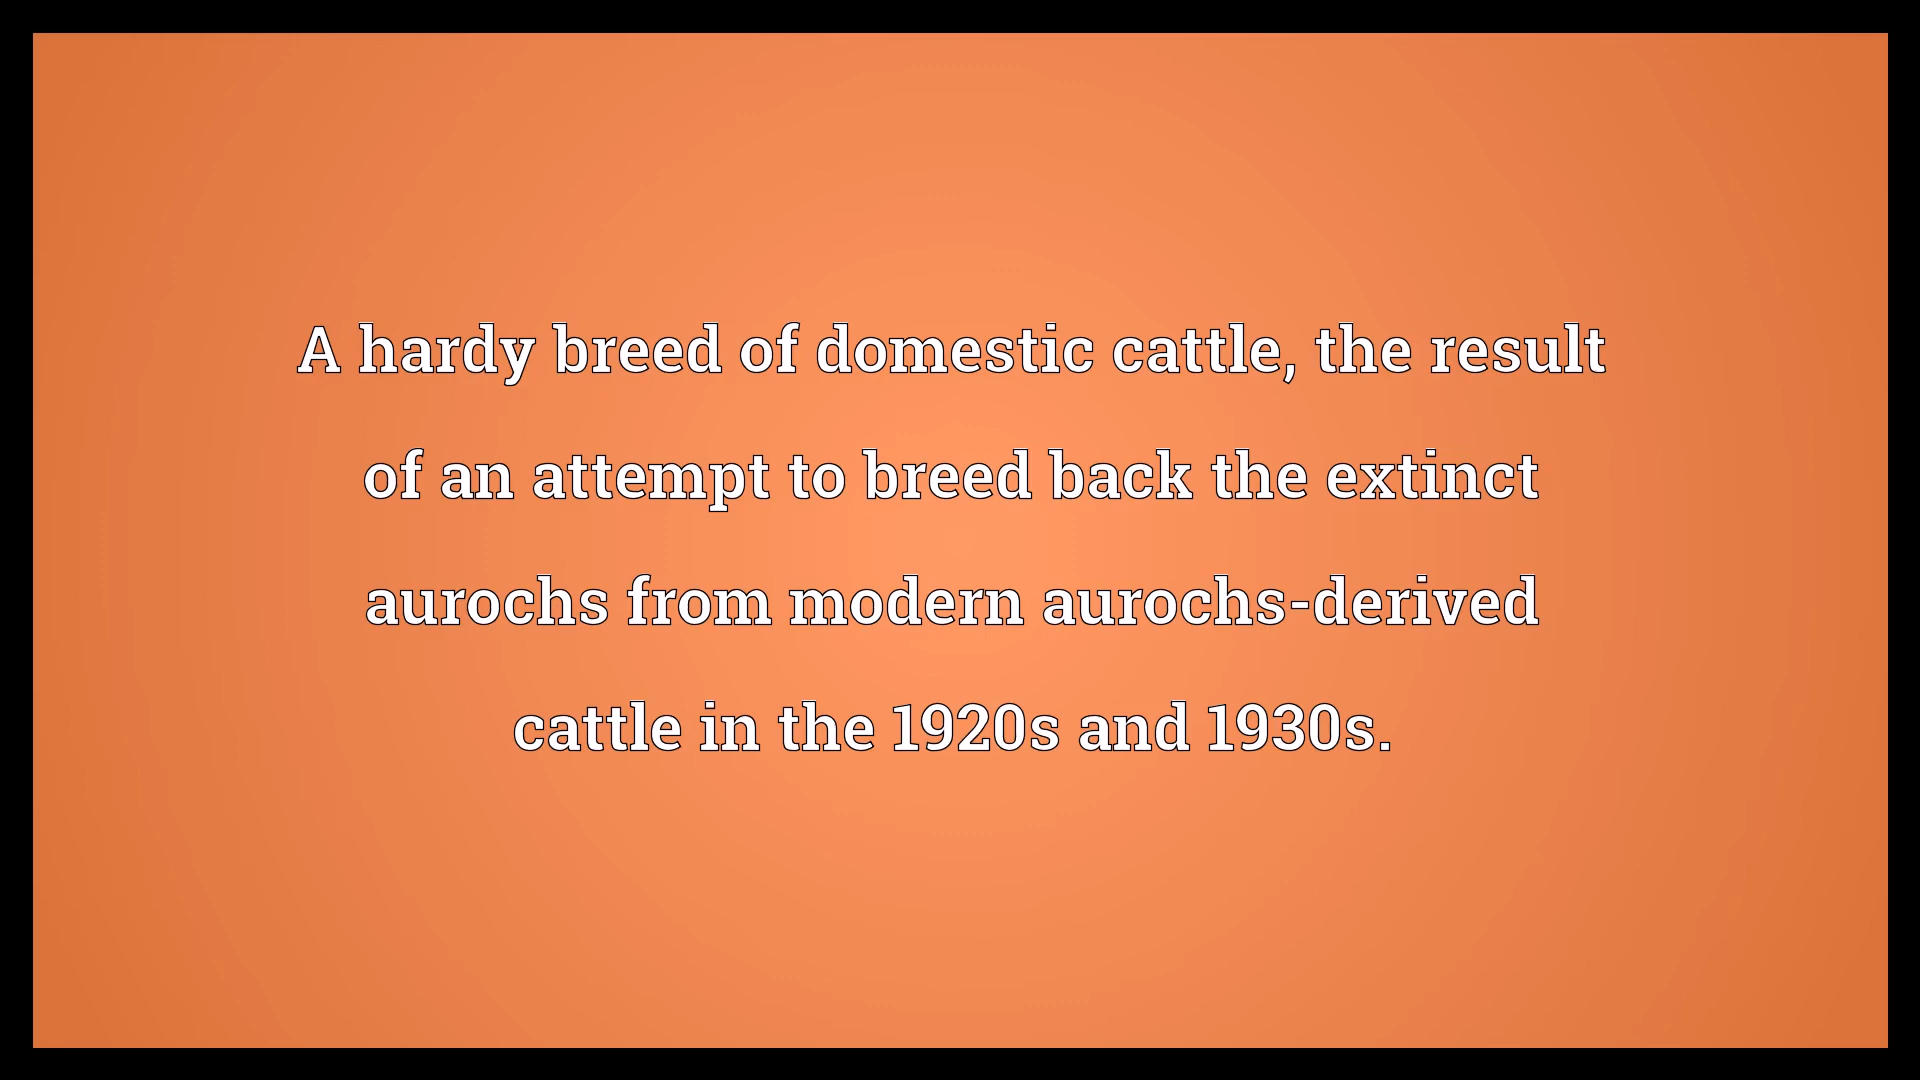 A hardy breed of domestic cattle, the result
of an attempt to breed back the extinct
aurochs from modern aurochs-derived
cattle in the 1920s and 1930s.